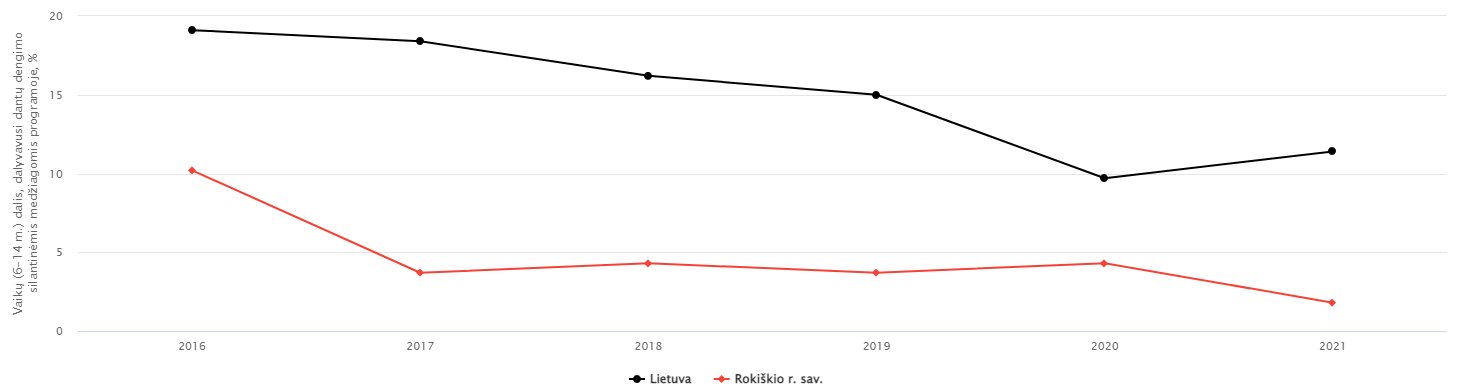 Vaikų (6–14 m.) dalis, dalyvavusi dantų dengimo
silantinėmis medžiagomis programoje, %
20
15
10
5
0
2016 2017 2018 2019 2020 2021
Lietuva Rokiškio r. sav.